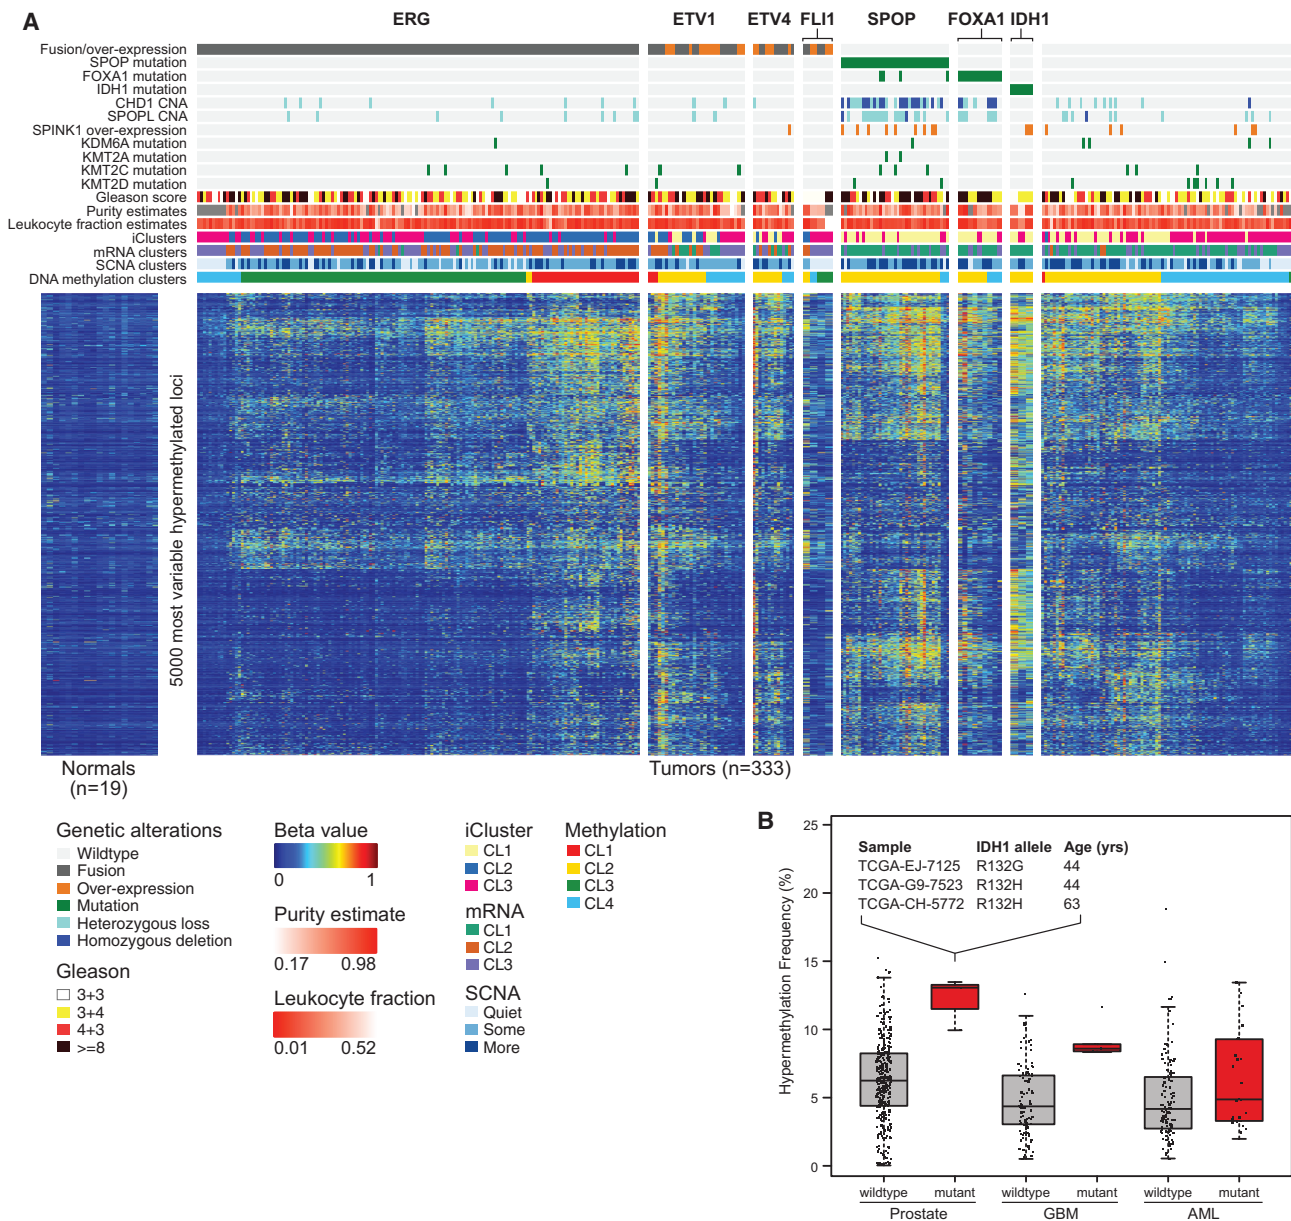 A
ERG ETV1 ETV4 FLI1 SPOP FOXA1 IDH1
Fusion/over-expression
SPOP mutation
FOXA1 mutation
IDH1 mutation
CHD1 CNA
SPOPL CNA
SPINK1 over-expression
KDM6A mutation
KMT2A mutation
KMT2C mutation
KMT2D mutation
Gleason score
Purity estimates
Leukocyte fraction estimates
iClusters
mRNA clusters
SCNA clusters
DNA methylation clusters
5000 most variable hypermethylated loci
Normals
(n=19)
Tumors (n=333)
Genetic alterations
Wildtype
Fusion
Over-expression
Mutation
Heterozygous loss
Homozygous deletion
Gleason
3+3
3+4
4+3
>=8
Beta value
0 1
Purity estimate
0.17 0.98
Leukocyte fraction
0.01 0.52
iCluster
CL1
CL2
CL3
mRNA
CL1
CL2
CL3
SCNA
Quiet
Some
More
Methylation
CL1
CL2
CL3
CL4
B
Hypermethylation Frequency (%)
25
20
15
10
5
0
Sample IDH1 allele Age (yrs)
TCGA-EJ-7125 R132G 44
TCGA-G9-7523 R132H 44
TCGA-CH-5772 R132H 63
wildtype mutant wildtype mutant wildtype mutant
Prostate GBM AML